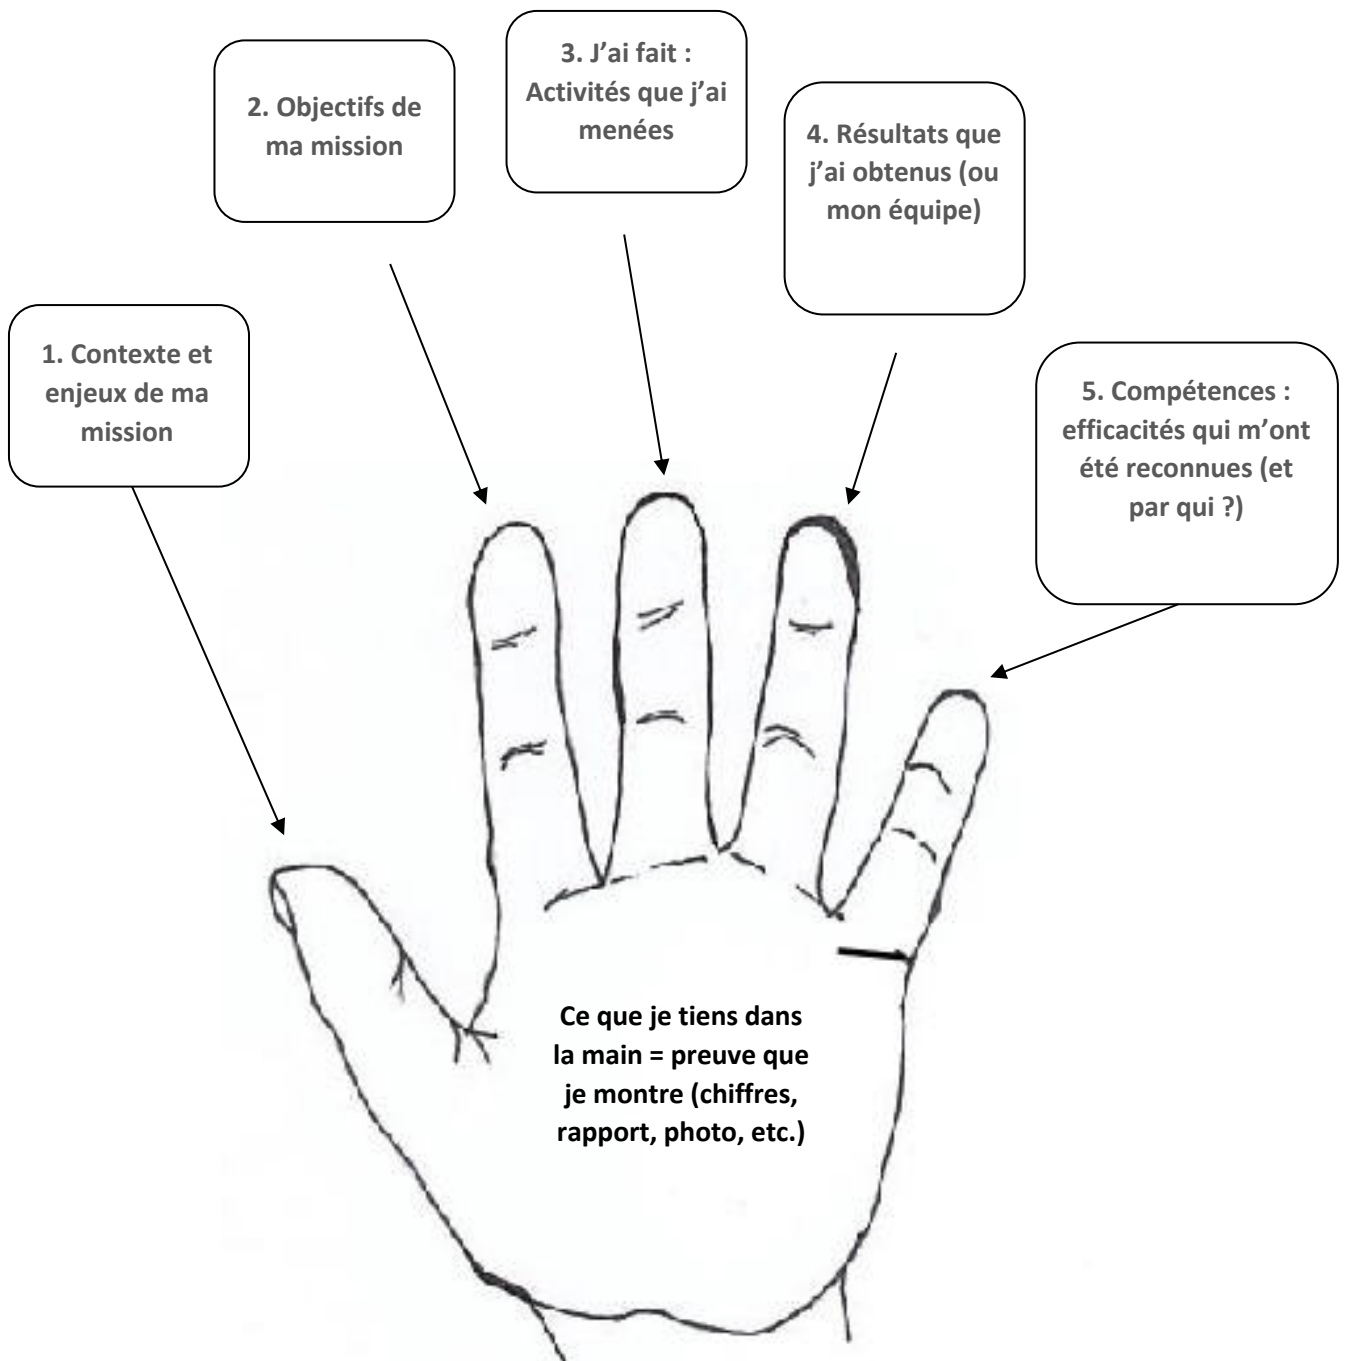 1. Contexte et
enjeux de ma
mission
2. Objectifs de
ma mission
3. J’ai fait :
Activités que j’ai
menées
4. Résultats que
j’ai obtenus (ou
mon équipe)
5. Compétences :
efficacités qui m’ont
été reconnues (et
par qui ?)
Ce que je tiens dans
la main = preuve que
je montre (chiffres,
rapport, photo, etc.)